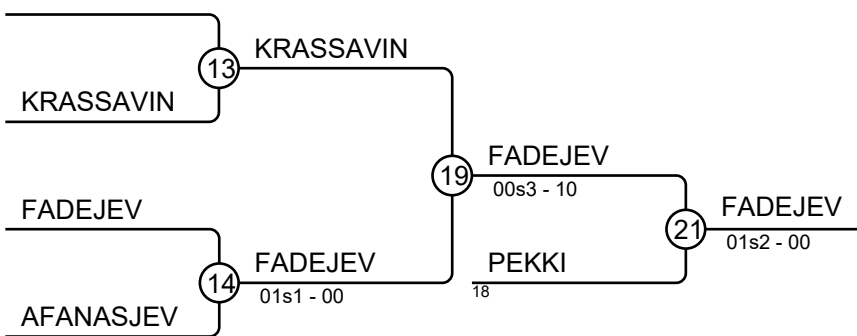 13
KRASSAVIN
KRASSAVIN
19
FADEJEV
00s3 - 10
FADEJEV
21
FADEJEV
01s2 - 00
14
FADEJEV
01s1 - 00
PEKKI
18
AFANASJEV